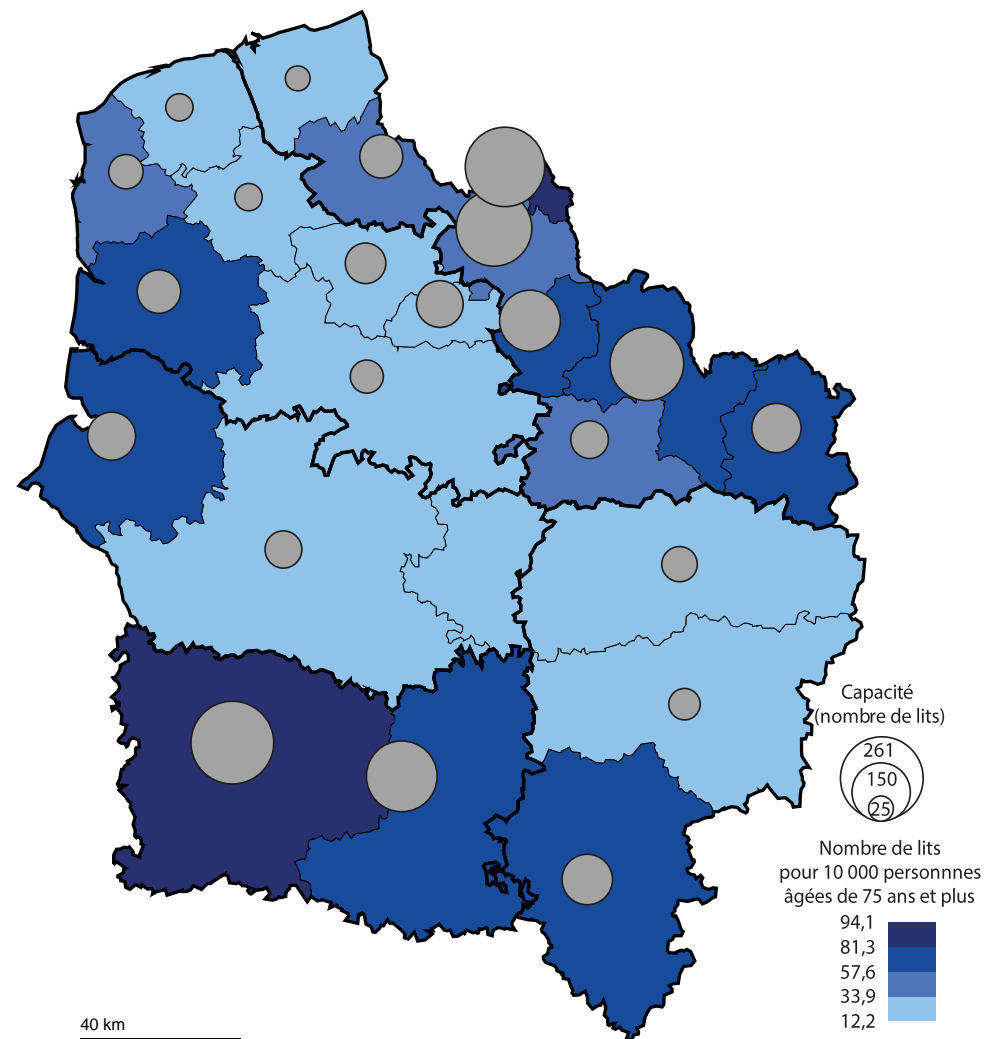 Capacité
(nombre de lits)
261
150
25
Nombre de lits
pour 10 000 personnnes
âgées de 75 ans et plus
94,1
81,3
57,6
33,9
12,2
40 km